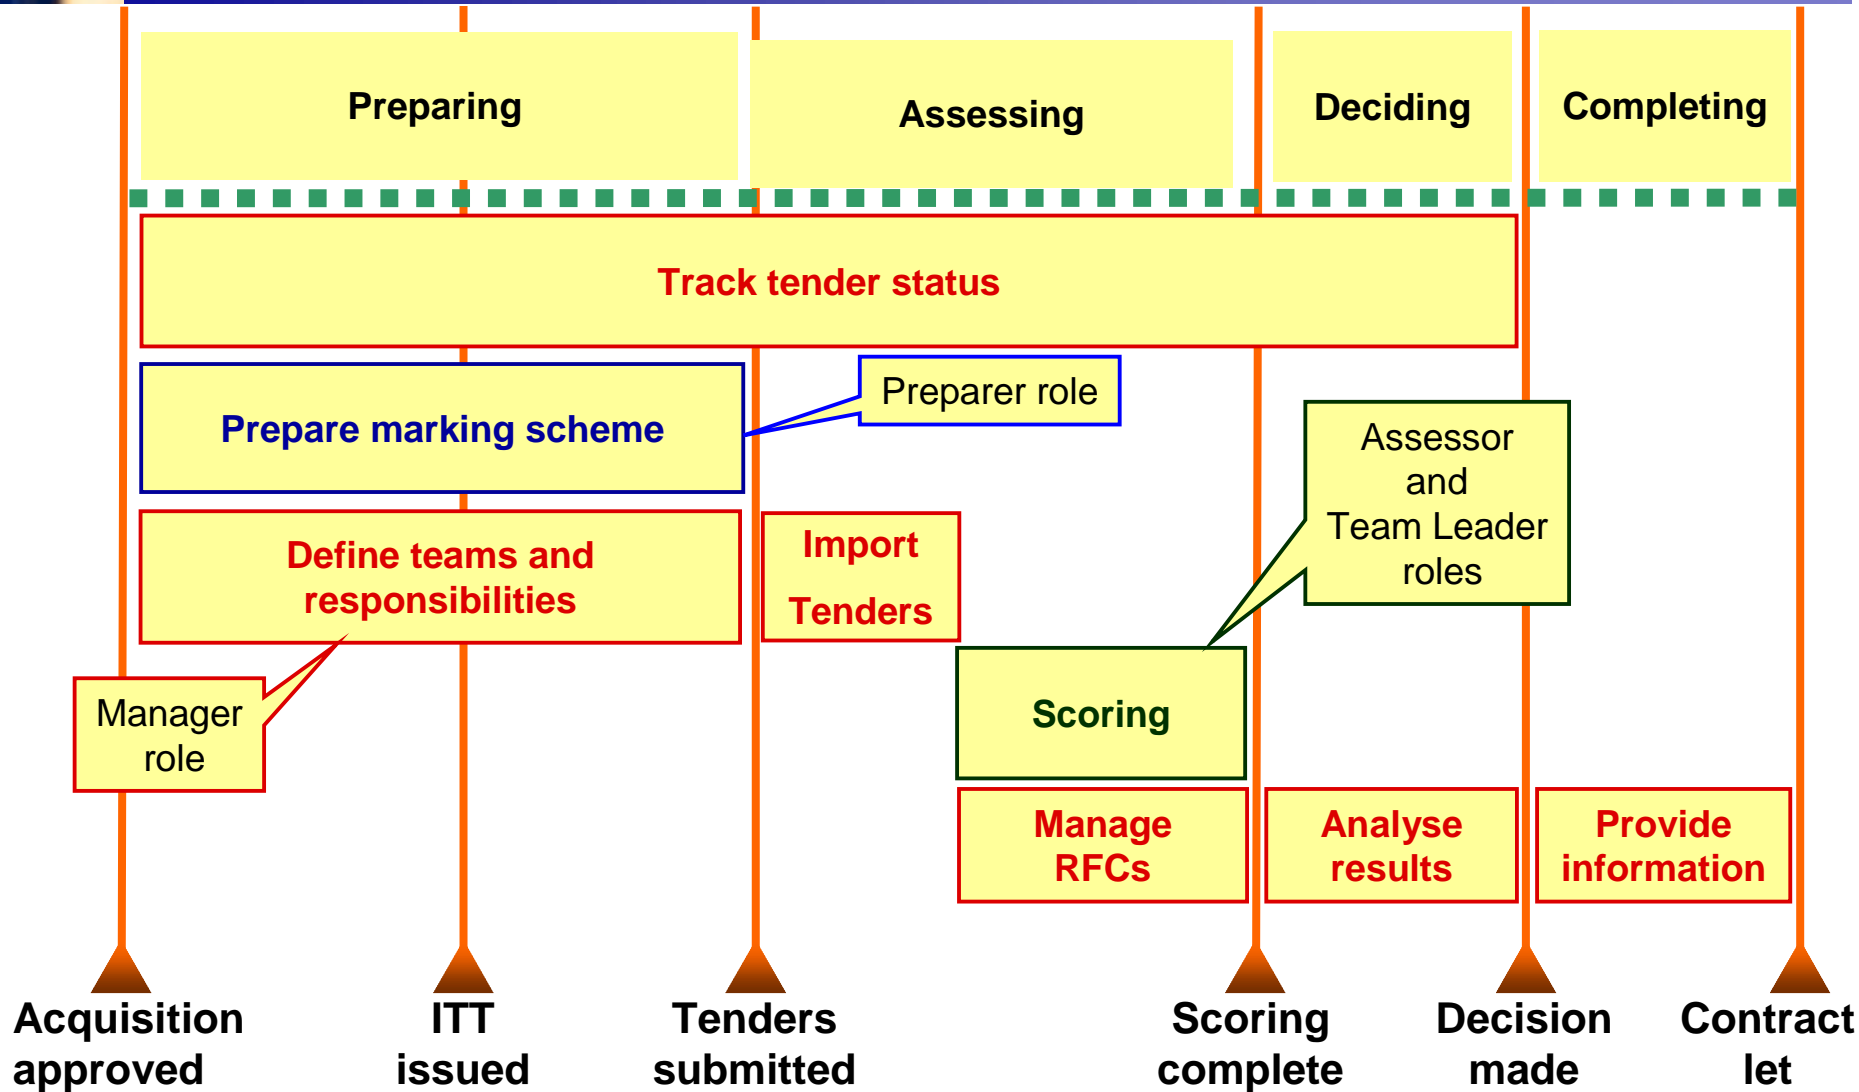 Preparing
Assessing
Deciding
Completing
Track tender status
Prepare marking scheme
Preparer role
Assessor
and
Team Leader
roles
Define teams and
responsibilities
Import
Tenders
Manager
role
Scoring
Manage
RFCs
Analyse
results
Provide
information
Acquisition
approved
ITT
issued
Tenders
submitted
Scoring
complete
Decision
made
Contract
let